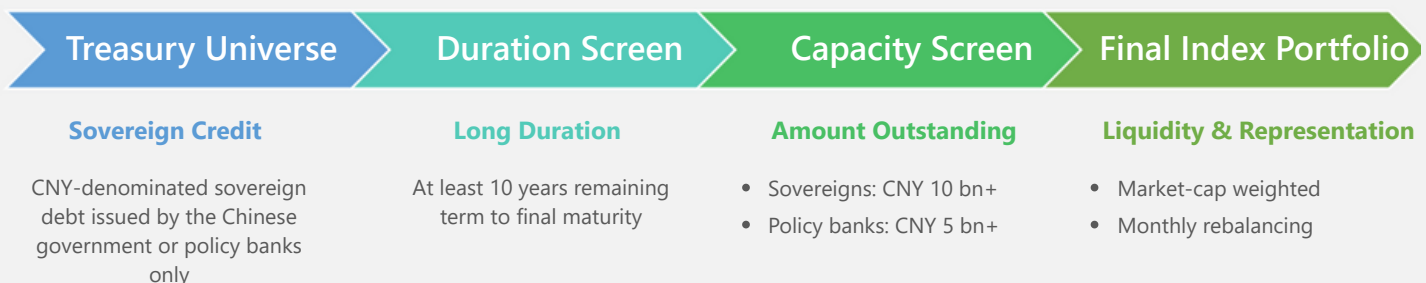 Treasury Universe
Duration Screen
Capacity Screen
Final Index Portfolio
Sovereign Credit
CNY-denominated sovereign
debt issued by the Chinese
government or policy banks
only
Long Duration
At least 10 years remaining
term to final maturity
Amount Outstanding
• Sovereigns: CNY 10 bn+
• Policy banks: CNY 5 bn+
Liquidity & Representation
• Market-cap weighted
• Monthly rebalancing